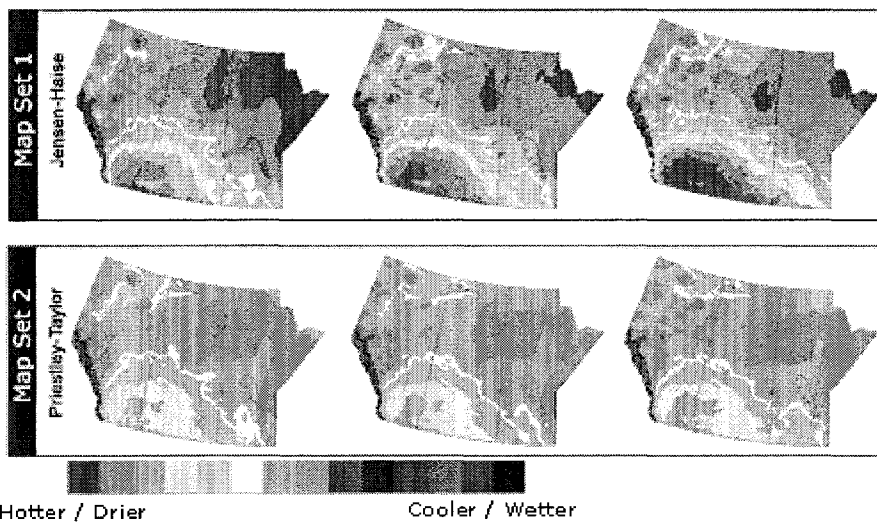 Map Set 1
Jensen-Haise
Map Set 2
Priestley-Taylor
Hotter / Drier
Cooler / Wetter